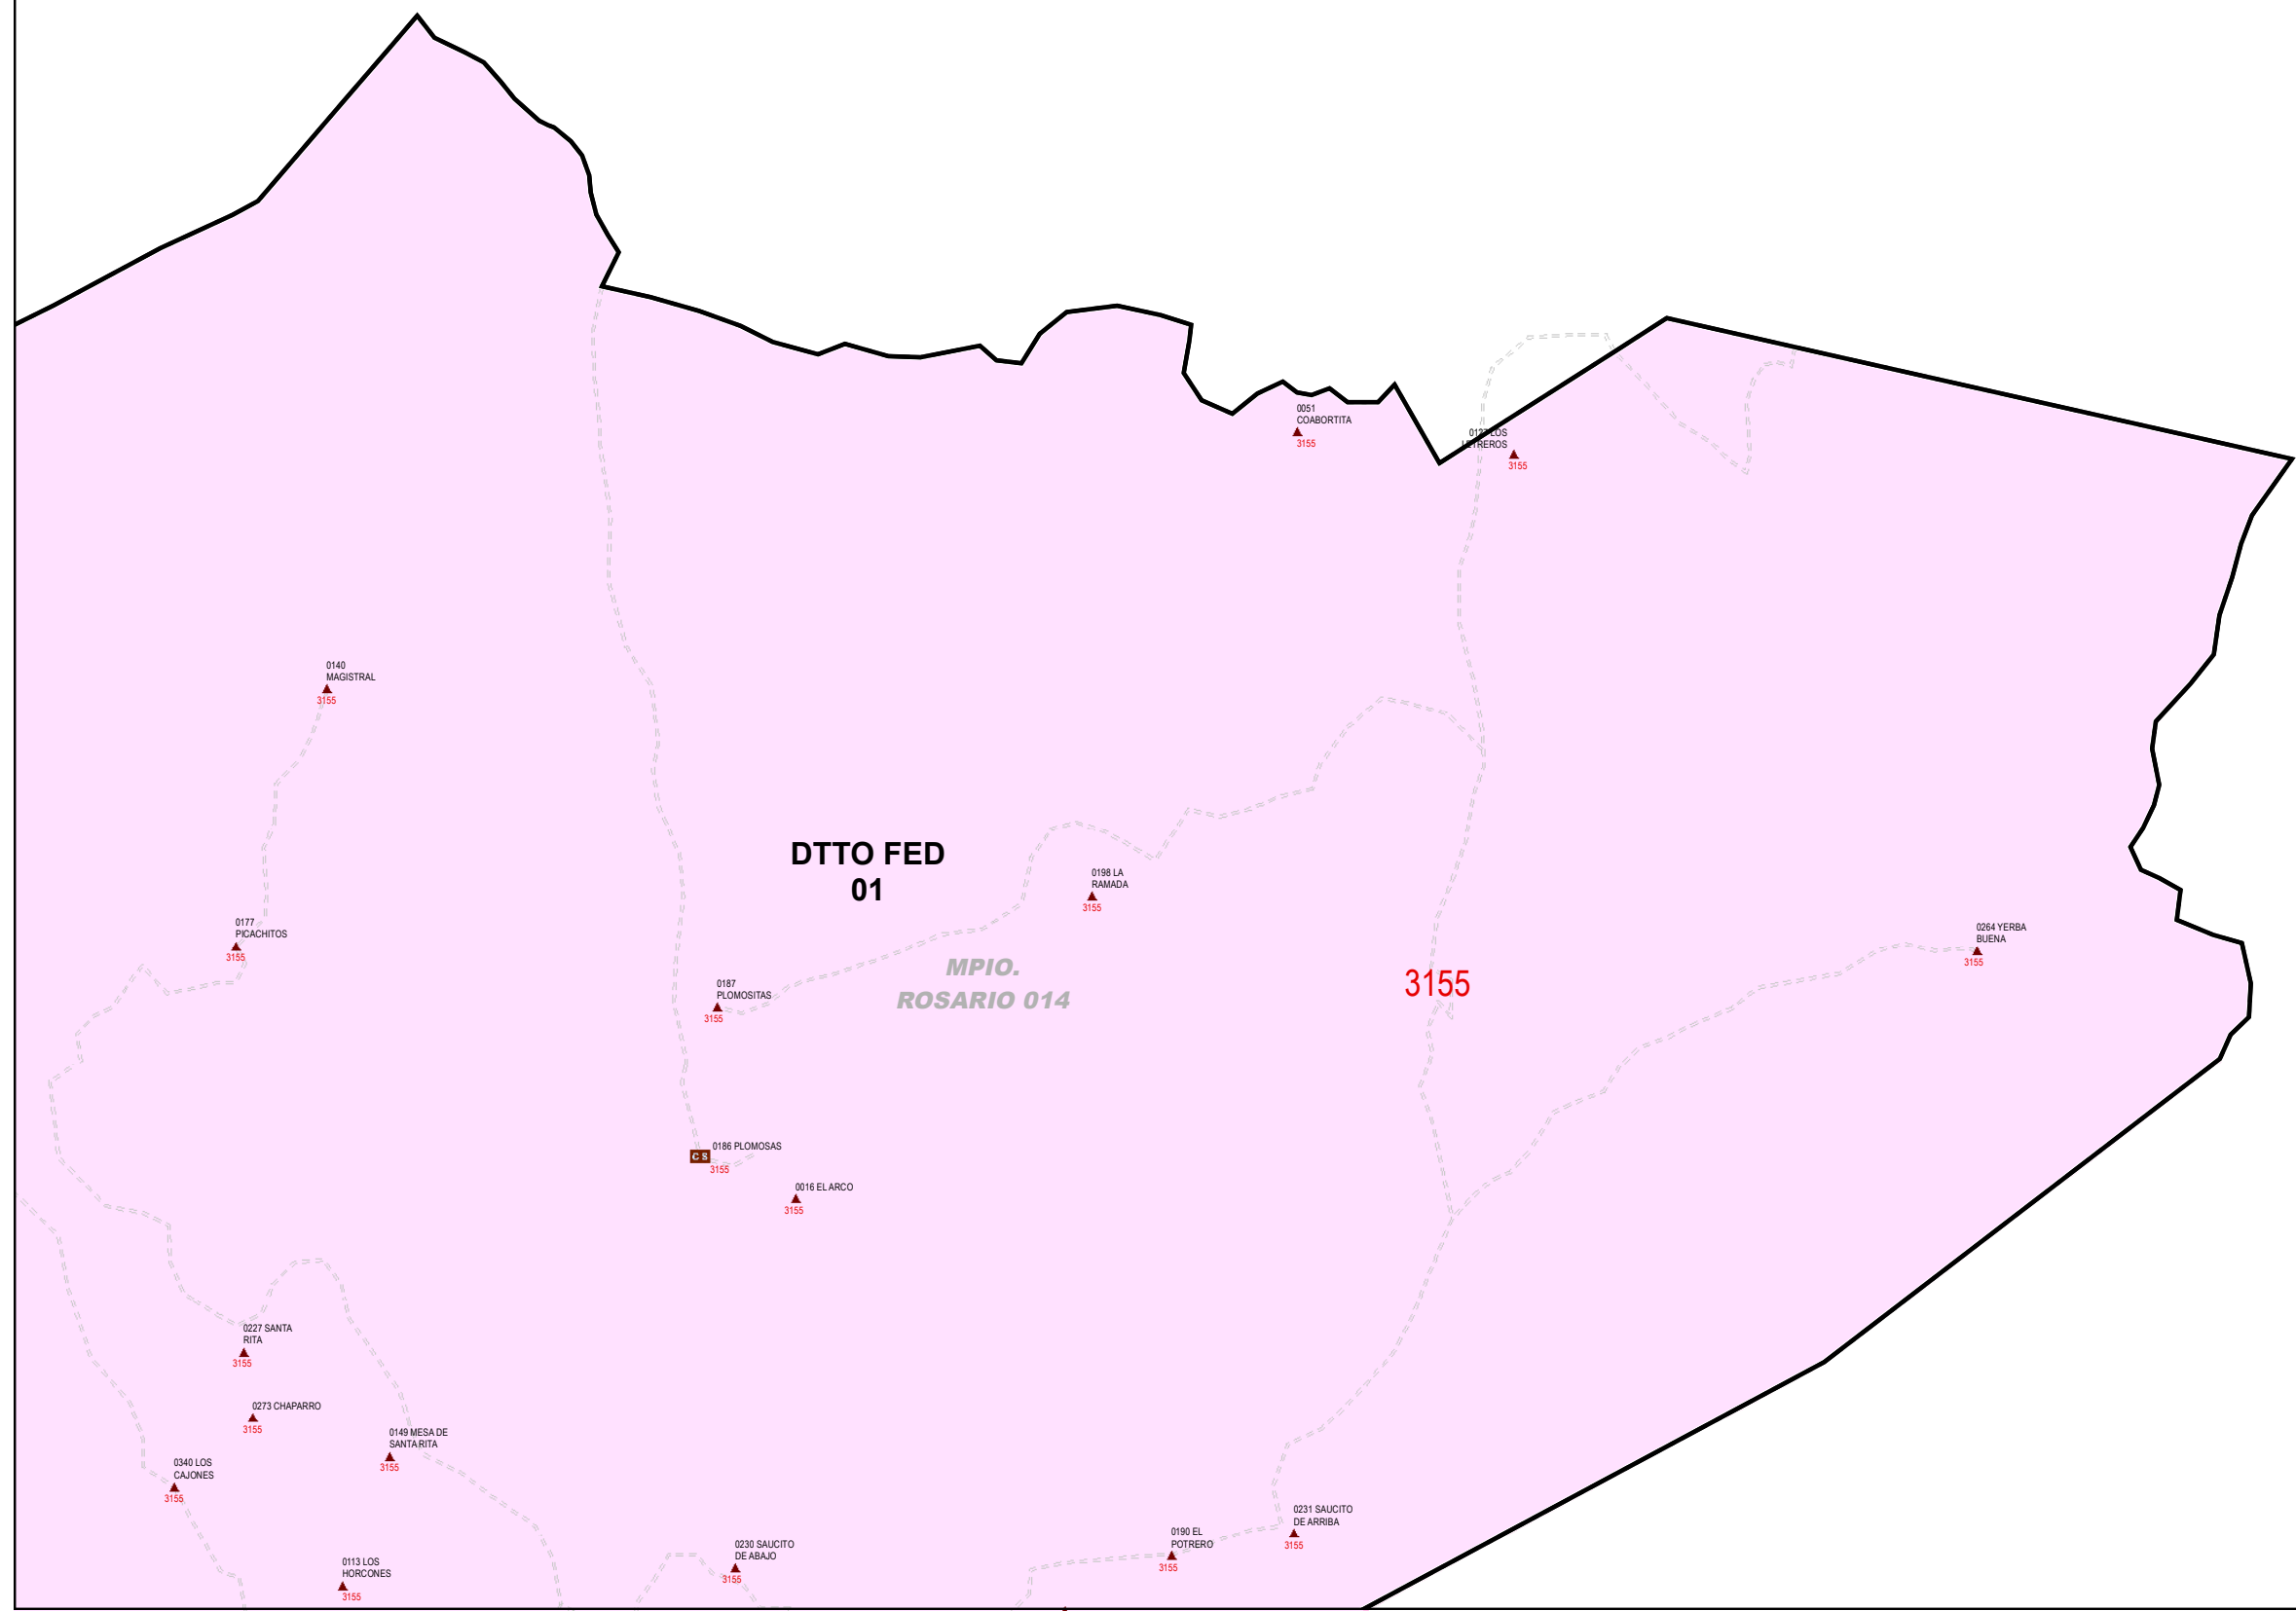 0051
COABORTITA
3155
LOS
LETREROS
3155
0140
MAGISTRAL
3155
DTTO FED
01
0198 LA
RAMADA
3155
0177
PICACHITOS
3155
0264 YERBA
BUENA
3155
MPIO.
ROSARIO 014
3155
0187
PLOMOSITAS
3155
0186 PLOMOSAS
C S
3155
0016 EL ARCO
3155
0227 SANTA
RITA
3155
0273 CHAPARRO
3155
0149 MESA DE
SANTA RITA
3155
0340 LOS
CAJONES
3155
0231 SAUCITO
DE ARRIBA
3155
0190 EL
POTRERO
3155
0230 SAUCITO
DE ABAJO
3155
0113 LOS
HORCONES
3155